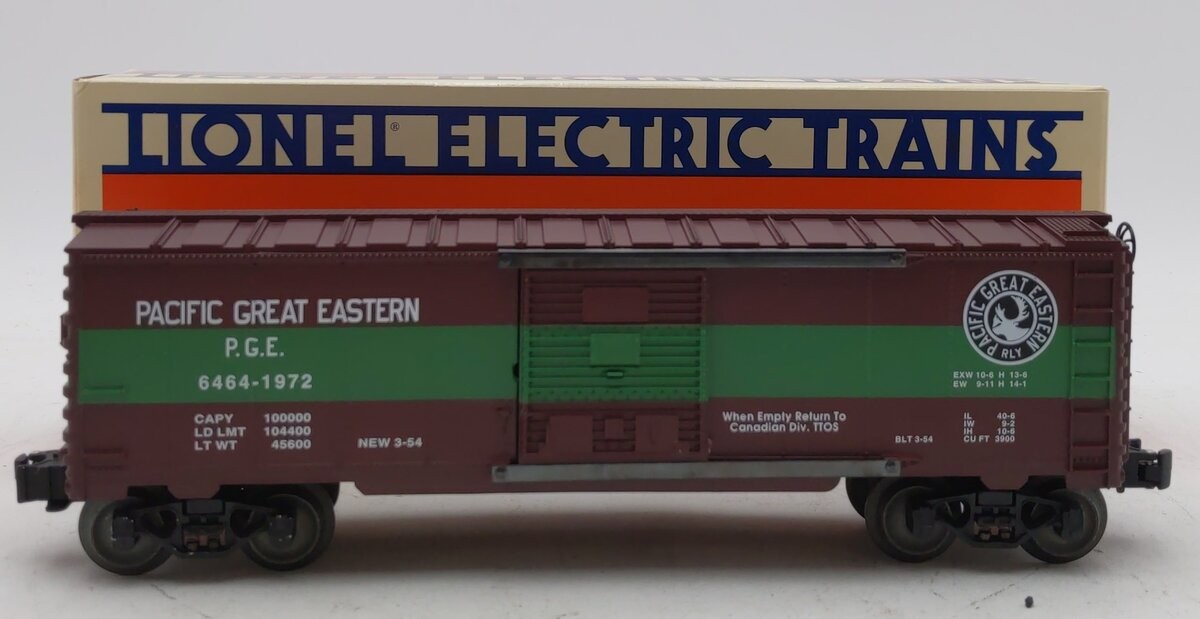 LIONEL® ELECTRIC TRAINS
PACIFIC GREAT EASTERN
P.G.E.
6464-1972
CAPY 100000
LD LMT 104400
LT WT 45600
NEW 3-54
When Empty Return To
Canadian Div. TTOS
PACIFIC GREAT EASTERN
RLY
EXW 10-6 H 13-6
EW 9-11 H 14-1
BLT 3-54
IL 40-6
IW 9-2
IH 10-6
CU FT 3900